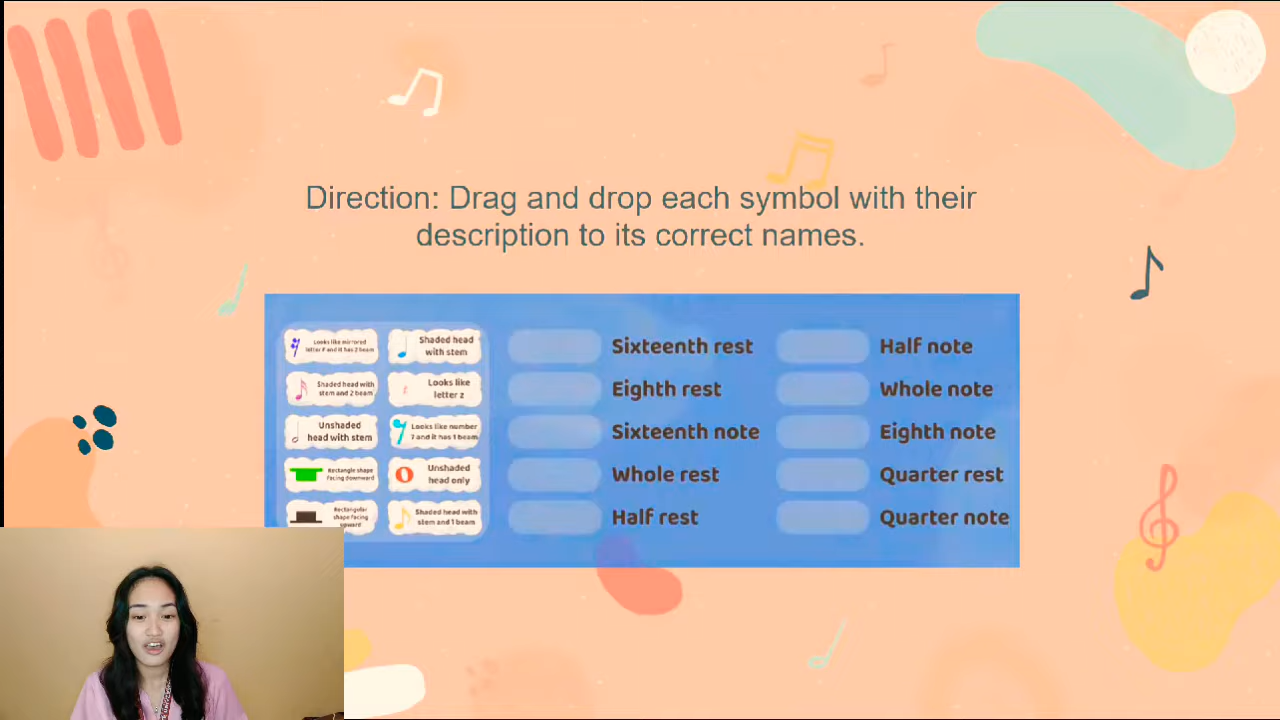 Direction: Drag and drop each symbol with their
description to its correct names.
Looks like mirrored
letter F and it has 2 beam
Shaded head
with stem
Shaded head with
stem and 2 beam
Looks like
letter z
Unshaded
head with stem
Looks like number
7 and it has 1 beam
Rectangle shape
facing downward
Unshaded
head only
Rectangular
shape facing
upward
Shaded head with
stem and 1 beam
Sixteenth rest
Eighth rest
Sixteenth note
Whole rest
Half rest
Half note
Whole note
Eighth note
Quarter rest
Quarter note